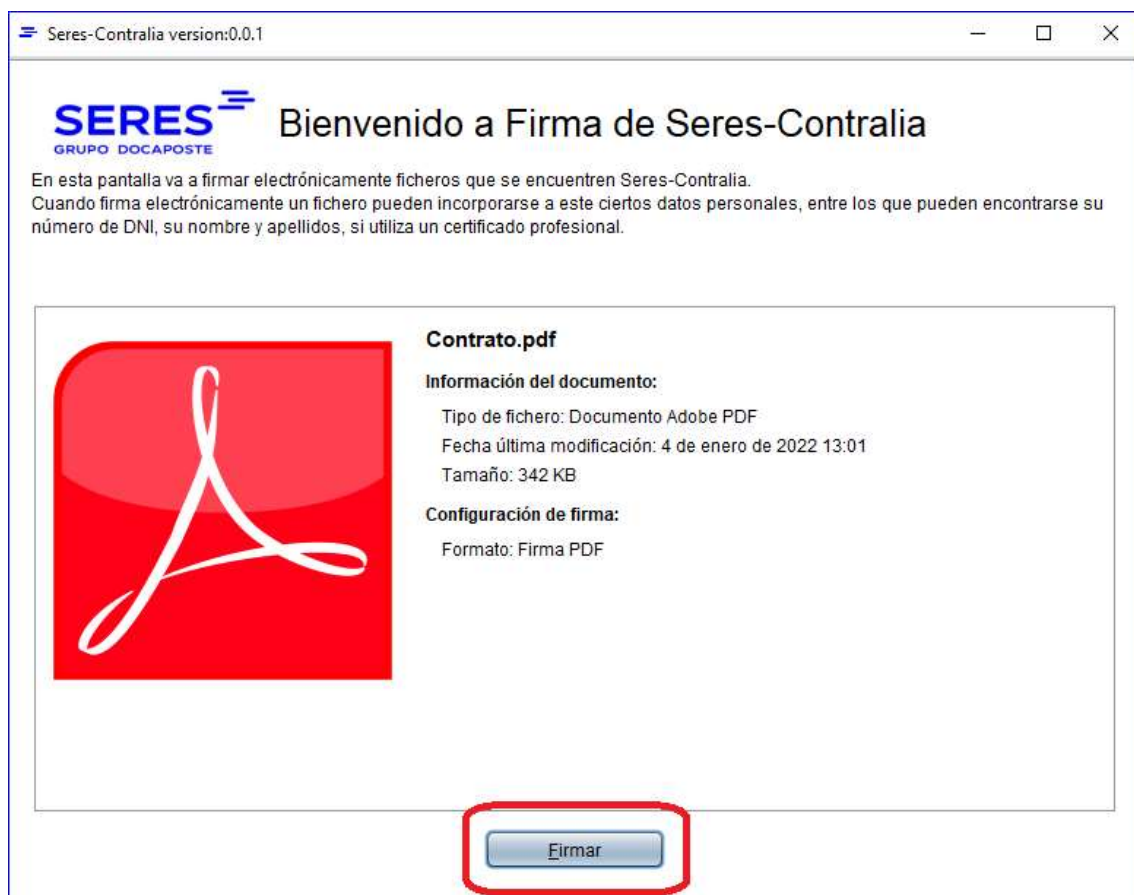 Seres-Contralia version:0.0.1
SERES
GRUPO DOCAPOSTE
Bienvenido a Firma de Seres-Contralia
En esta pantalla va a firmar electrónicamente ficheros que se encuentren Seres-Contralia.
Cuando firma electrónicamente un fichero pueden incorporarse a este ciertos datos personales, entre los que pueden encontrarse su
número de DNI, su nombre y apellidos, si utiliza un certificado profesional.
Contrato.pdf
Información del documento:
Tipo de fichero: Documento Adobe PDF
Fecha última modificación: 4 de enero de 2022 13:01
Tamaño: 342 KB
Configuración de firma:
Formato: Firma PDF
Firmar